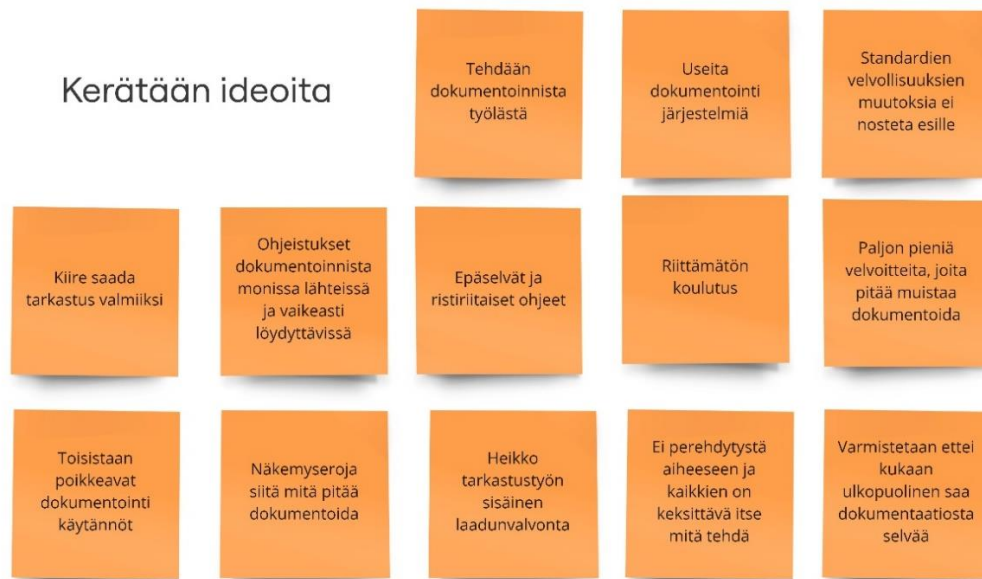 Kerätään ideoita
Tehdään
dokumentoinnista
työlästä
Useita
dokumentointi
järjestelmiä
Standardien
velvollisuuksien
muutoksia ei
nosteta esille
Kiire saada
tarkastus valmiiksi
Ohjeistukset
dokumentoinnista
monissa lähteissä
ja vaikeasti
löydyttävissä
Epäselvät ja
ristiriitaiset ohjeet
Riittämätön
koulutus
Paljon pieniä
velvoitteita, joita
pitää muistaa
dokumentoida
Toisistaan
poikkeavat
dokumentointi
käytännöt
Näkemyseroja
siitä mitä pitää
dokumentoida
Heikko
tarkastustyön
sisäinen
laadunvalvonta
Ei perehdytystä
aiheeseen ja
kaikkien on
keksittävä itse
mitä tehdä
Varmistetaan ettei
kukaan
ulkopuolinen saa
dokumentaatiosta
selvää